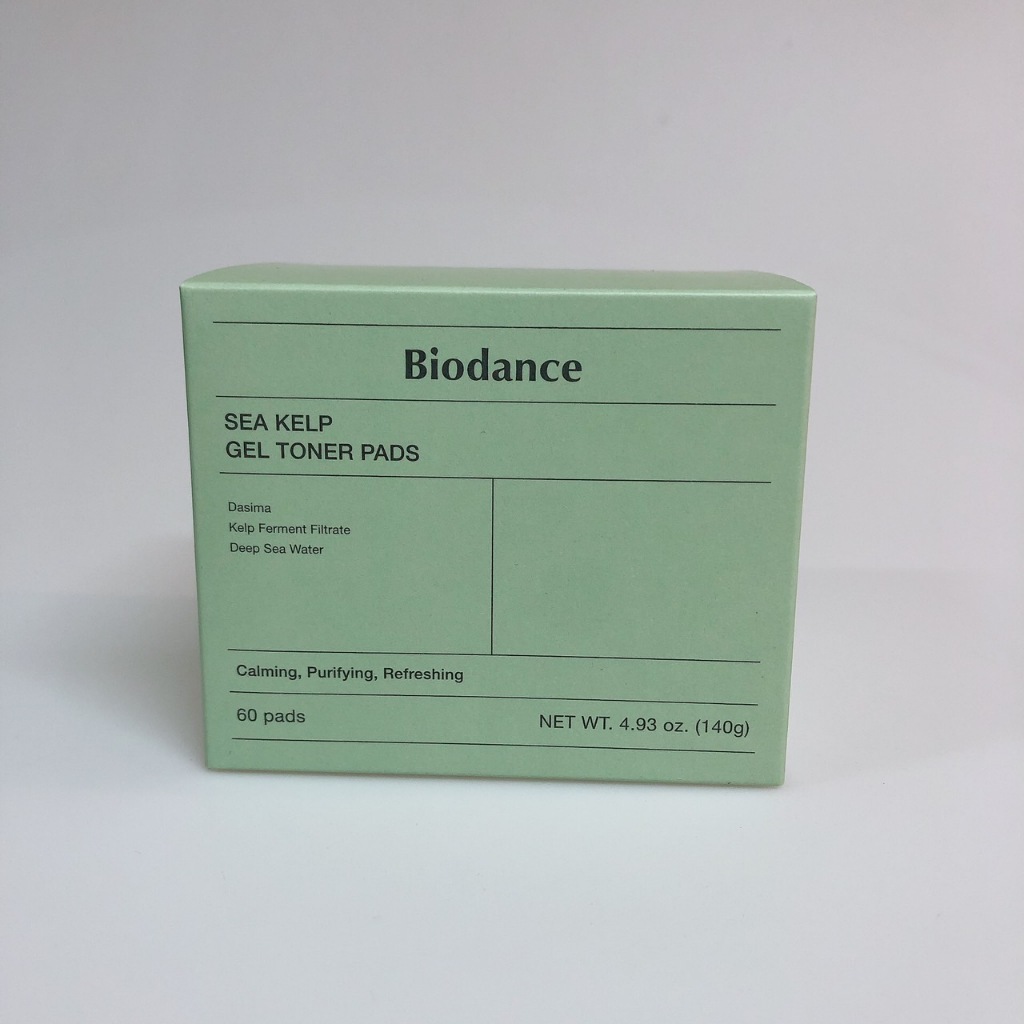 Biodance
SEA KELP
GEL TONER PADS
Dasima
Kelp Ferment Filtrate
Deep Sea Water
Calming, Purifying, Refreshing
60 pads
NET WT. 4.93 oz. (140g)